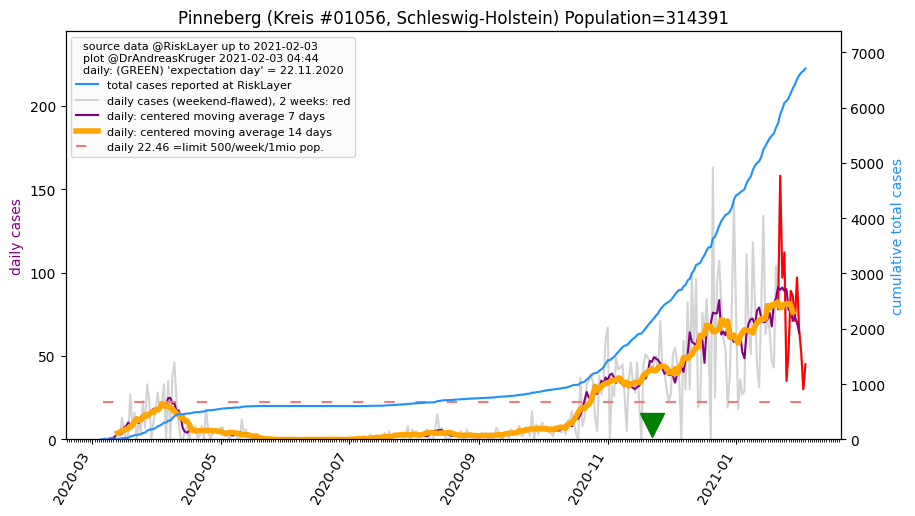 Pinneberg (Kreis #01056, Schleswig-Holstein) Population=314391
source data @RiskLayer up to 2021-02-03
plot @DrAndreasKruger 2021-02-03 04:44
daily: (GREEN) 'expectation day' = 22.11.2020
total cases reported at RiskLayer
daily cases (weekend-flawed), 2 weeks: red
daily: centered moving average 7 days
daily: centered moving average 14 days
daily 22.46 =limit 500/week/1mio pop.
daily cases
200
150
100
50
0
cumulative total cases
7000
6000
5000
4000
3000
2000
1000
0
2020-03
2020-05
2020-07
2020-09
2020-11
2021-01